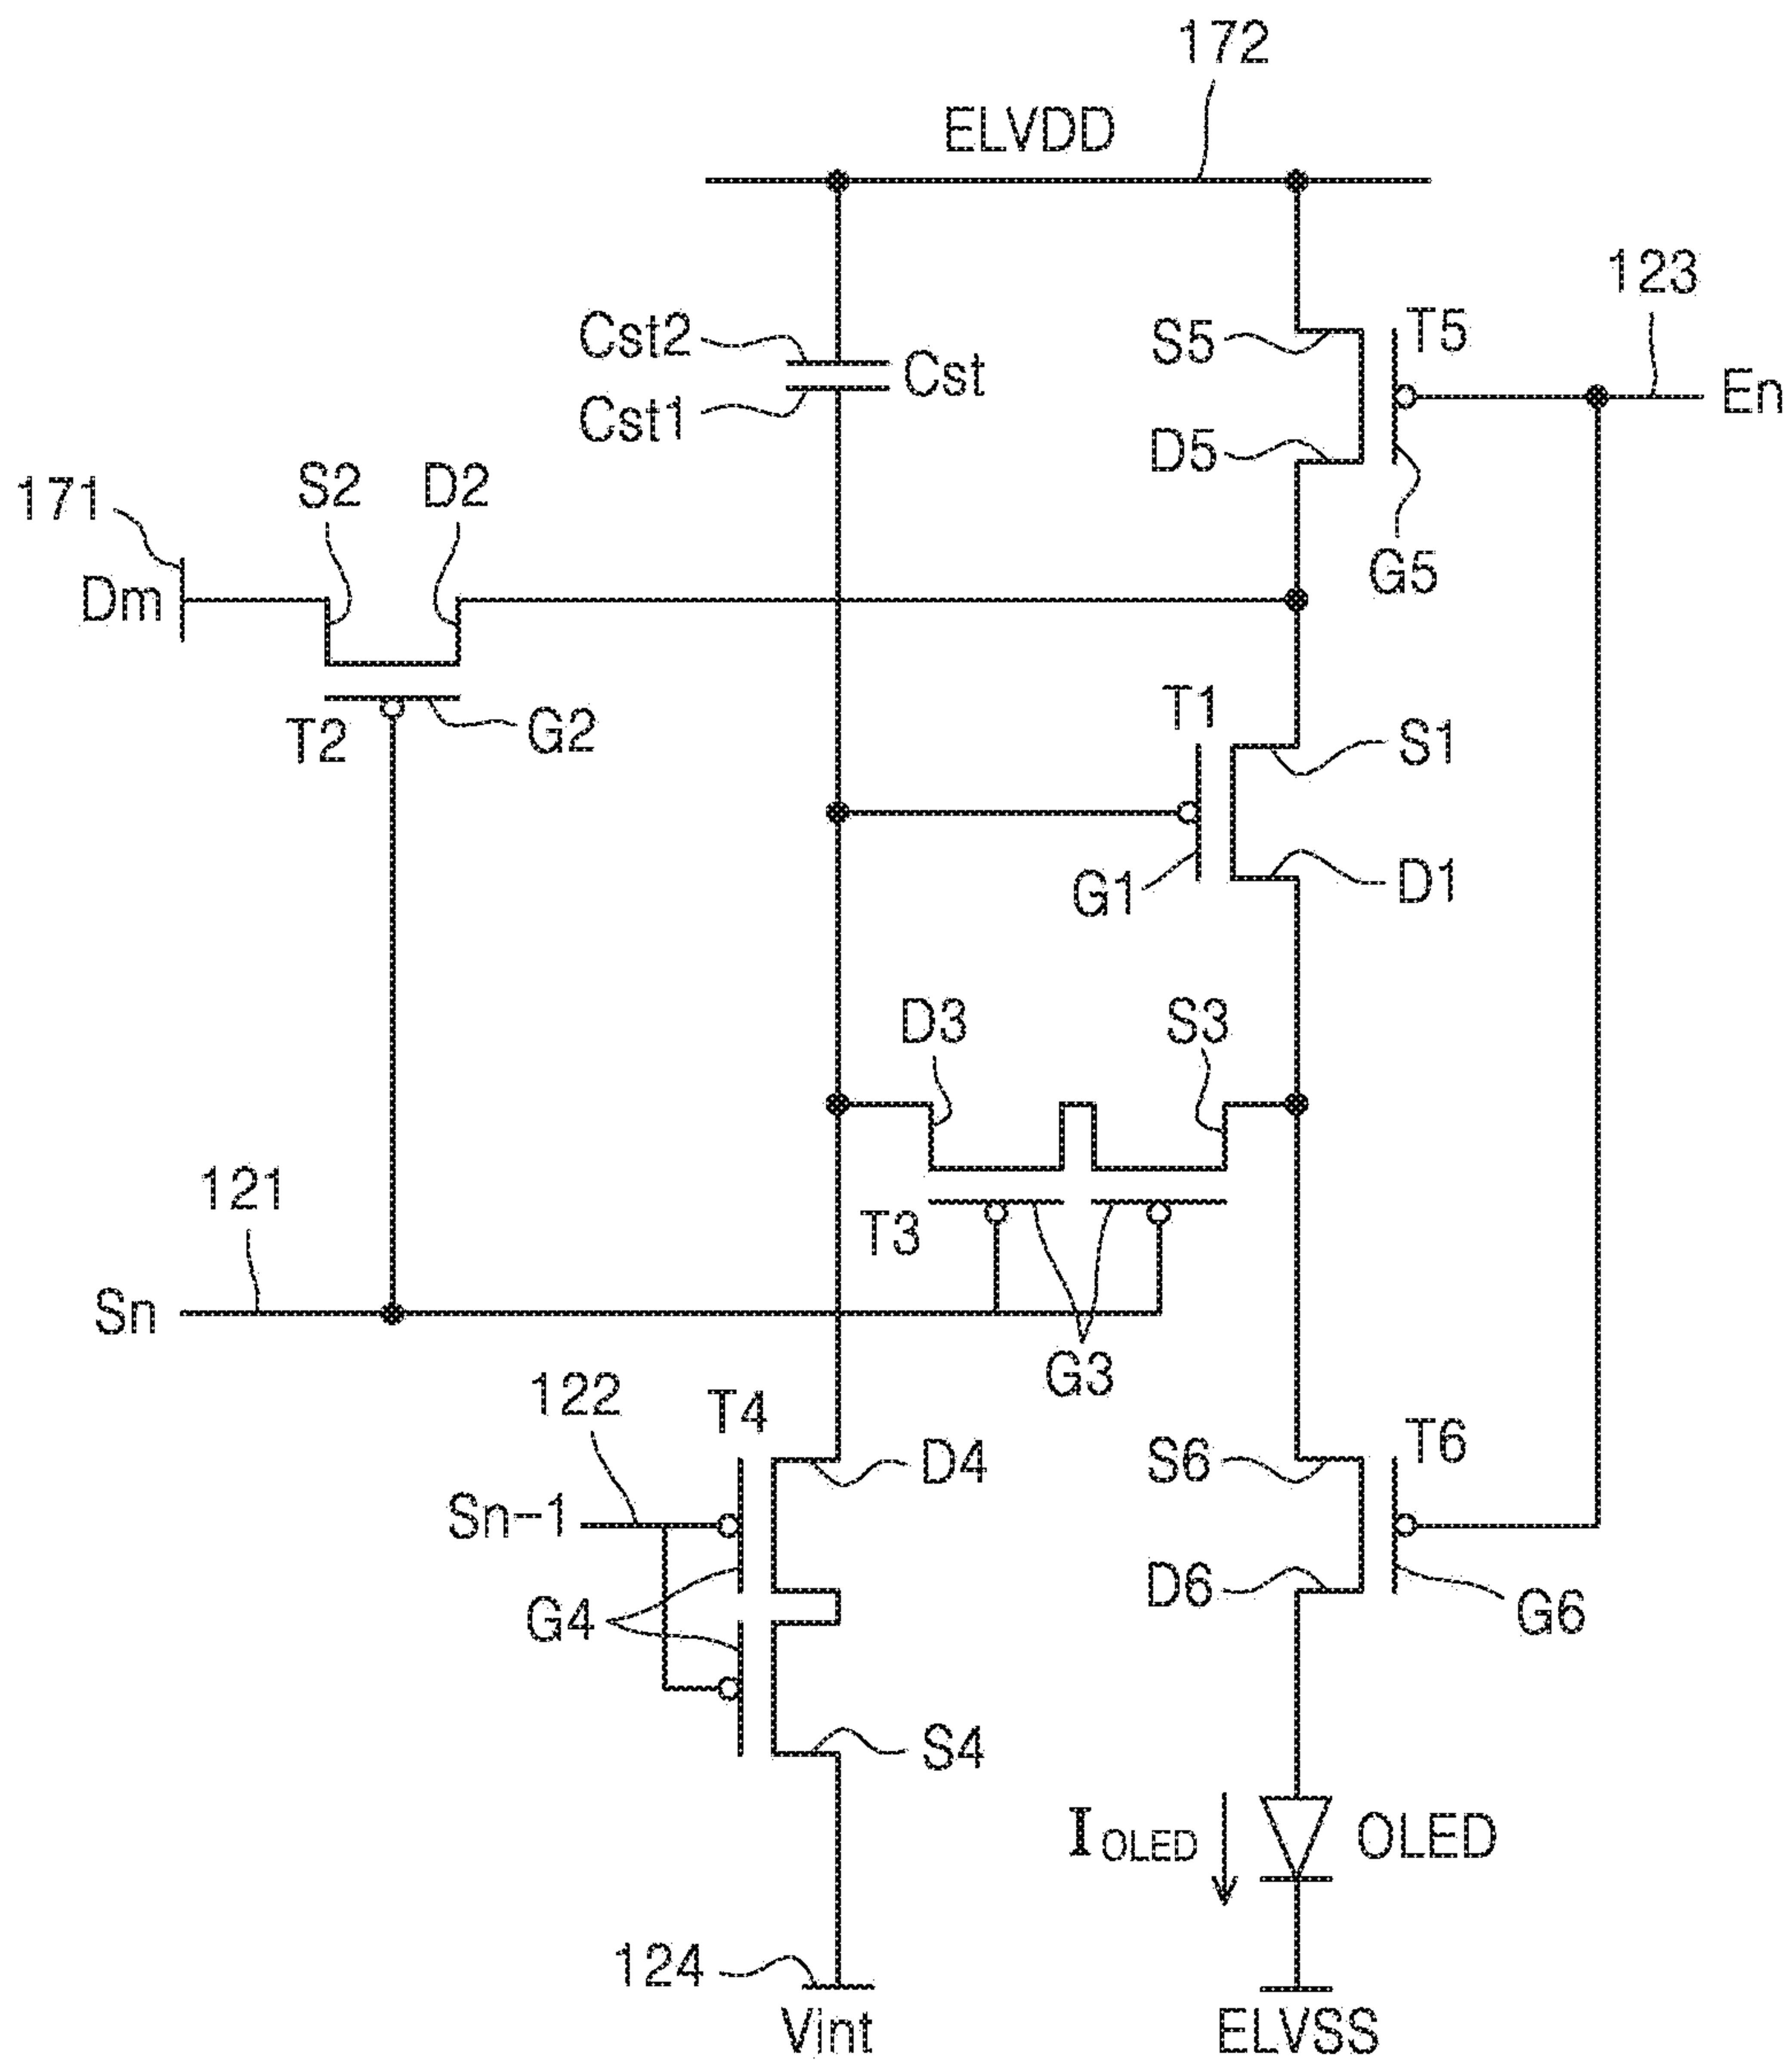 172
ELVDD
123
Cst2
Cst
Cst1
S5
T5
En
D5
G5
171
S2
D2
Dm
T2
G2
T1
S1
G1
D1
D3
S3
121
T3
Sn
G3
122
T4
D4
S6
T6
Sn-1
D6
G4
G6
S4
IOLED
OLED
124
Vint
ELVSS